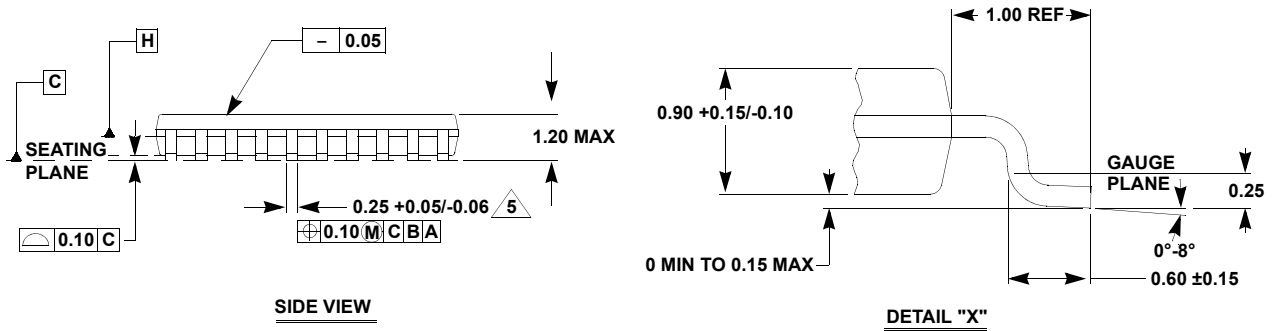 H
– 0.05
C
SEATING
PLANE
1.20 MAX
0.25 +0.05/-0.06 5
0.10 M C B A
0.10 C
SIDE VIEW
1.00 REF
0.90 +0.15/-0.10
GAUGE
PLANE
0.25
0°-8°
0 MIN TO 0.15 MAX
0.60 ±0.15
DETAIL "X"